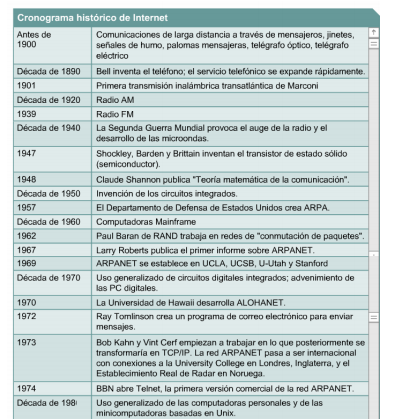 Cronograma histórico de Internet
Antes de
1900
Comunicaciones de larga distancia a través de mensajeros, jinetes,
señales de humo, palomas mensajeras, telégrafo óptico, telégrafo
eléctrico
Década de 1890 Bell inventa el teléfono; el servicio telefónico se expande rápidamente.
1901 Primera transmisión inalámbrica transatlántica de Marconi
Década de 1920 Radio AM
1939 Radio FM
Década de 1940 La Segunda Guerra Mundial provoca el auge de la radio y el
desarrollo de las microondas.
1947 Shockley, Barden y Brittain inventan el transistor de estado sólido
(semiconductor).
1948 Claude Shannon publica "Teoría matemática de la comunicación".
Década de 1950 Invención de los circuitos integrados.
1957 El Departamento de Defensa de Estados Unidos crea ARPA.
Década de 1960 Computadoras Mainframe
1962 Paul Baran de RAND trabaja en redes de "conmutación de paquetes".
1967 Larry Roberts publica el primer informe sobre ARPANET.
1969 ARPANET se establece en UCLA, UCSB, U-Utah y Stanford
Década de 1970 Uso generalizado de circuitos digitales integrados; advenimiento de
las PC digitales.
1970 La Universidad de Hawaii desarrolla ALOHANET.
1972 Ray Tomlinson crea un programa de correo electrónico para enviar
mensajes.
1973 Bob Kahn y Vint Cerf empiezan a trabajar en lo que posteriormente se
transformaría en TCP/IP. La red ARPANET pasa a ser internacional
con conexiones a la University College en Londres, Inglaterra, y el
Establecimiento Real de Radar en Noruega.
1974 BBN abre Telnet, la primera versión comercial de la red ARPANET.
Década de 198 Uso generalizado de las computadoras personales y de las
minicomputadoras basadas en Unix.